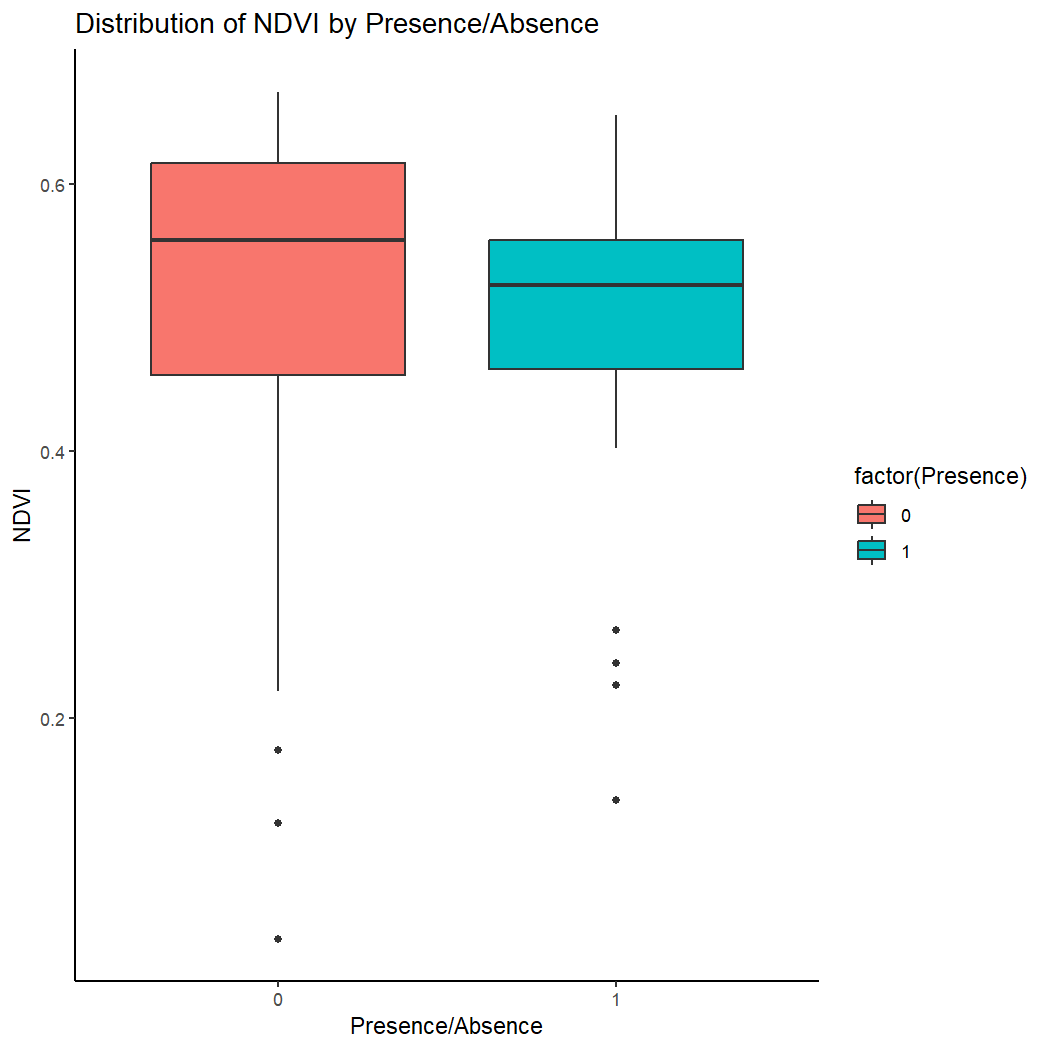 Distribution of NDVI by Presence/Absence
NDVI
0.6
0.4
0.2
0
1
Presence/Absence
factor(Presence)
0
1